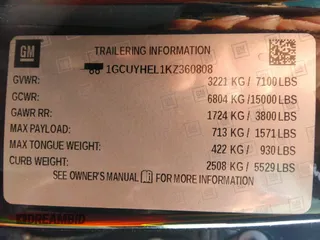 GM
TRAILERING INFORMATION
1GCUYHEL1KZ360808
GVWR: 3221 KG / 7100 LBS
GCWR: 6804 KG /15000 LBS
GAWR RR: 1724 KG / 3800 LBS
MAX PAYLOAD: 713 KG / 1571 LBS
MAX TONGUE WEIGHT: 422 KG / 930 LBS
CURB WEIGHT: 2508 KG / 5529 LBS
SEE OWNER'S MANUAL FOR MORE INFORMATION
DREAMBID